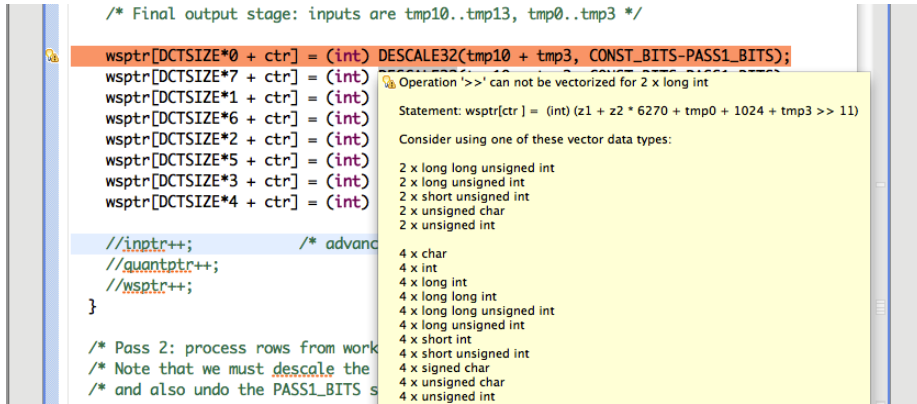 /* Final output stage: inputs are tmp10..tmp13, tmp0..tmp3 */
wsptr[DCTSIZE*0 + ctr] = (int) DESCALE32(tmp10 + tmp3, CONST_BITS-PASS1_BITS);
wsptr[DCTSIZE*7 + ctr] = (int)
wsptr[DCTSIZE*1 + ctr] = (int)
wsptr[DCTSIZE*6 + ctr] = (int)
wsptr[DCTSIZE*2 + ctr] = (int)
wsptr[DCTSIZE*5 + ctr] = (int)
wsptr[DCTSIZE*3 + ctr] = (int)
wsptr[DCTSIZE*4 + ctr] = (int)
//inptr++; /* advanc
//quantptr++;
//wsptr++;
}
/* Pass 2: process rows from work
/* Note that we must descale the
/* and also undo the PASS1_BITS s
Operation '>>' can not be vectorized for 2 x long int
Statement: wsptr[ctr ] = (int) (z1 + z2 * 6270 + tmp0 + 1024 + tmp3 >> 11)
Consider using one of these vector data types:
2 x long long unsigned int
2 x long unsigned int
2 x short unsigned int
2 x unsigned char
2 x unsigned int
4 x char
4 x int
4 x long int
4 x long long int
4 x long long unsigned int
4 x long unsigned int
4 x short int
4 x short unsigned int
4 x signed char
4 x unsigned char
4 x unsigned int